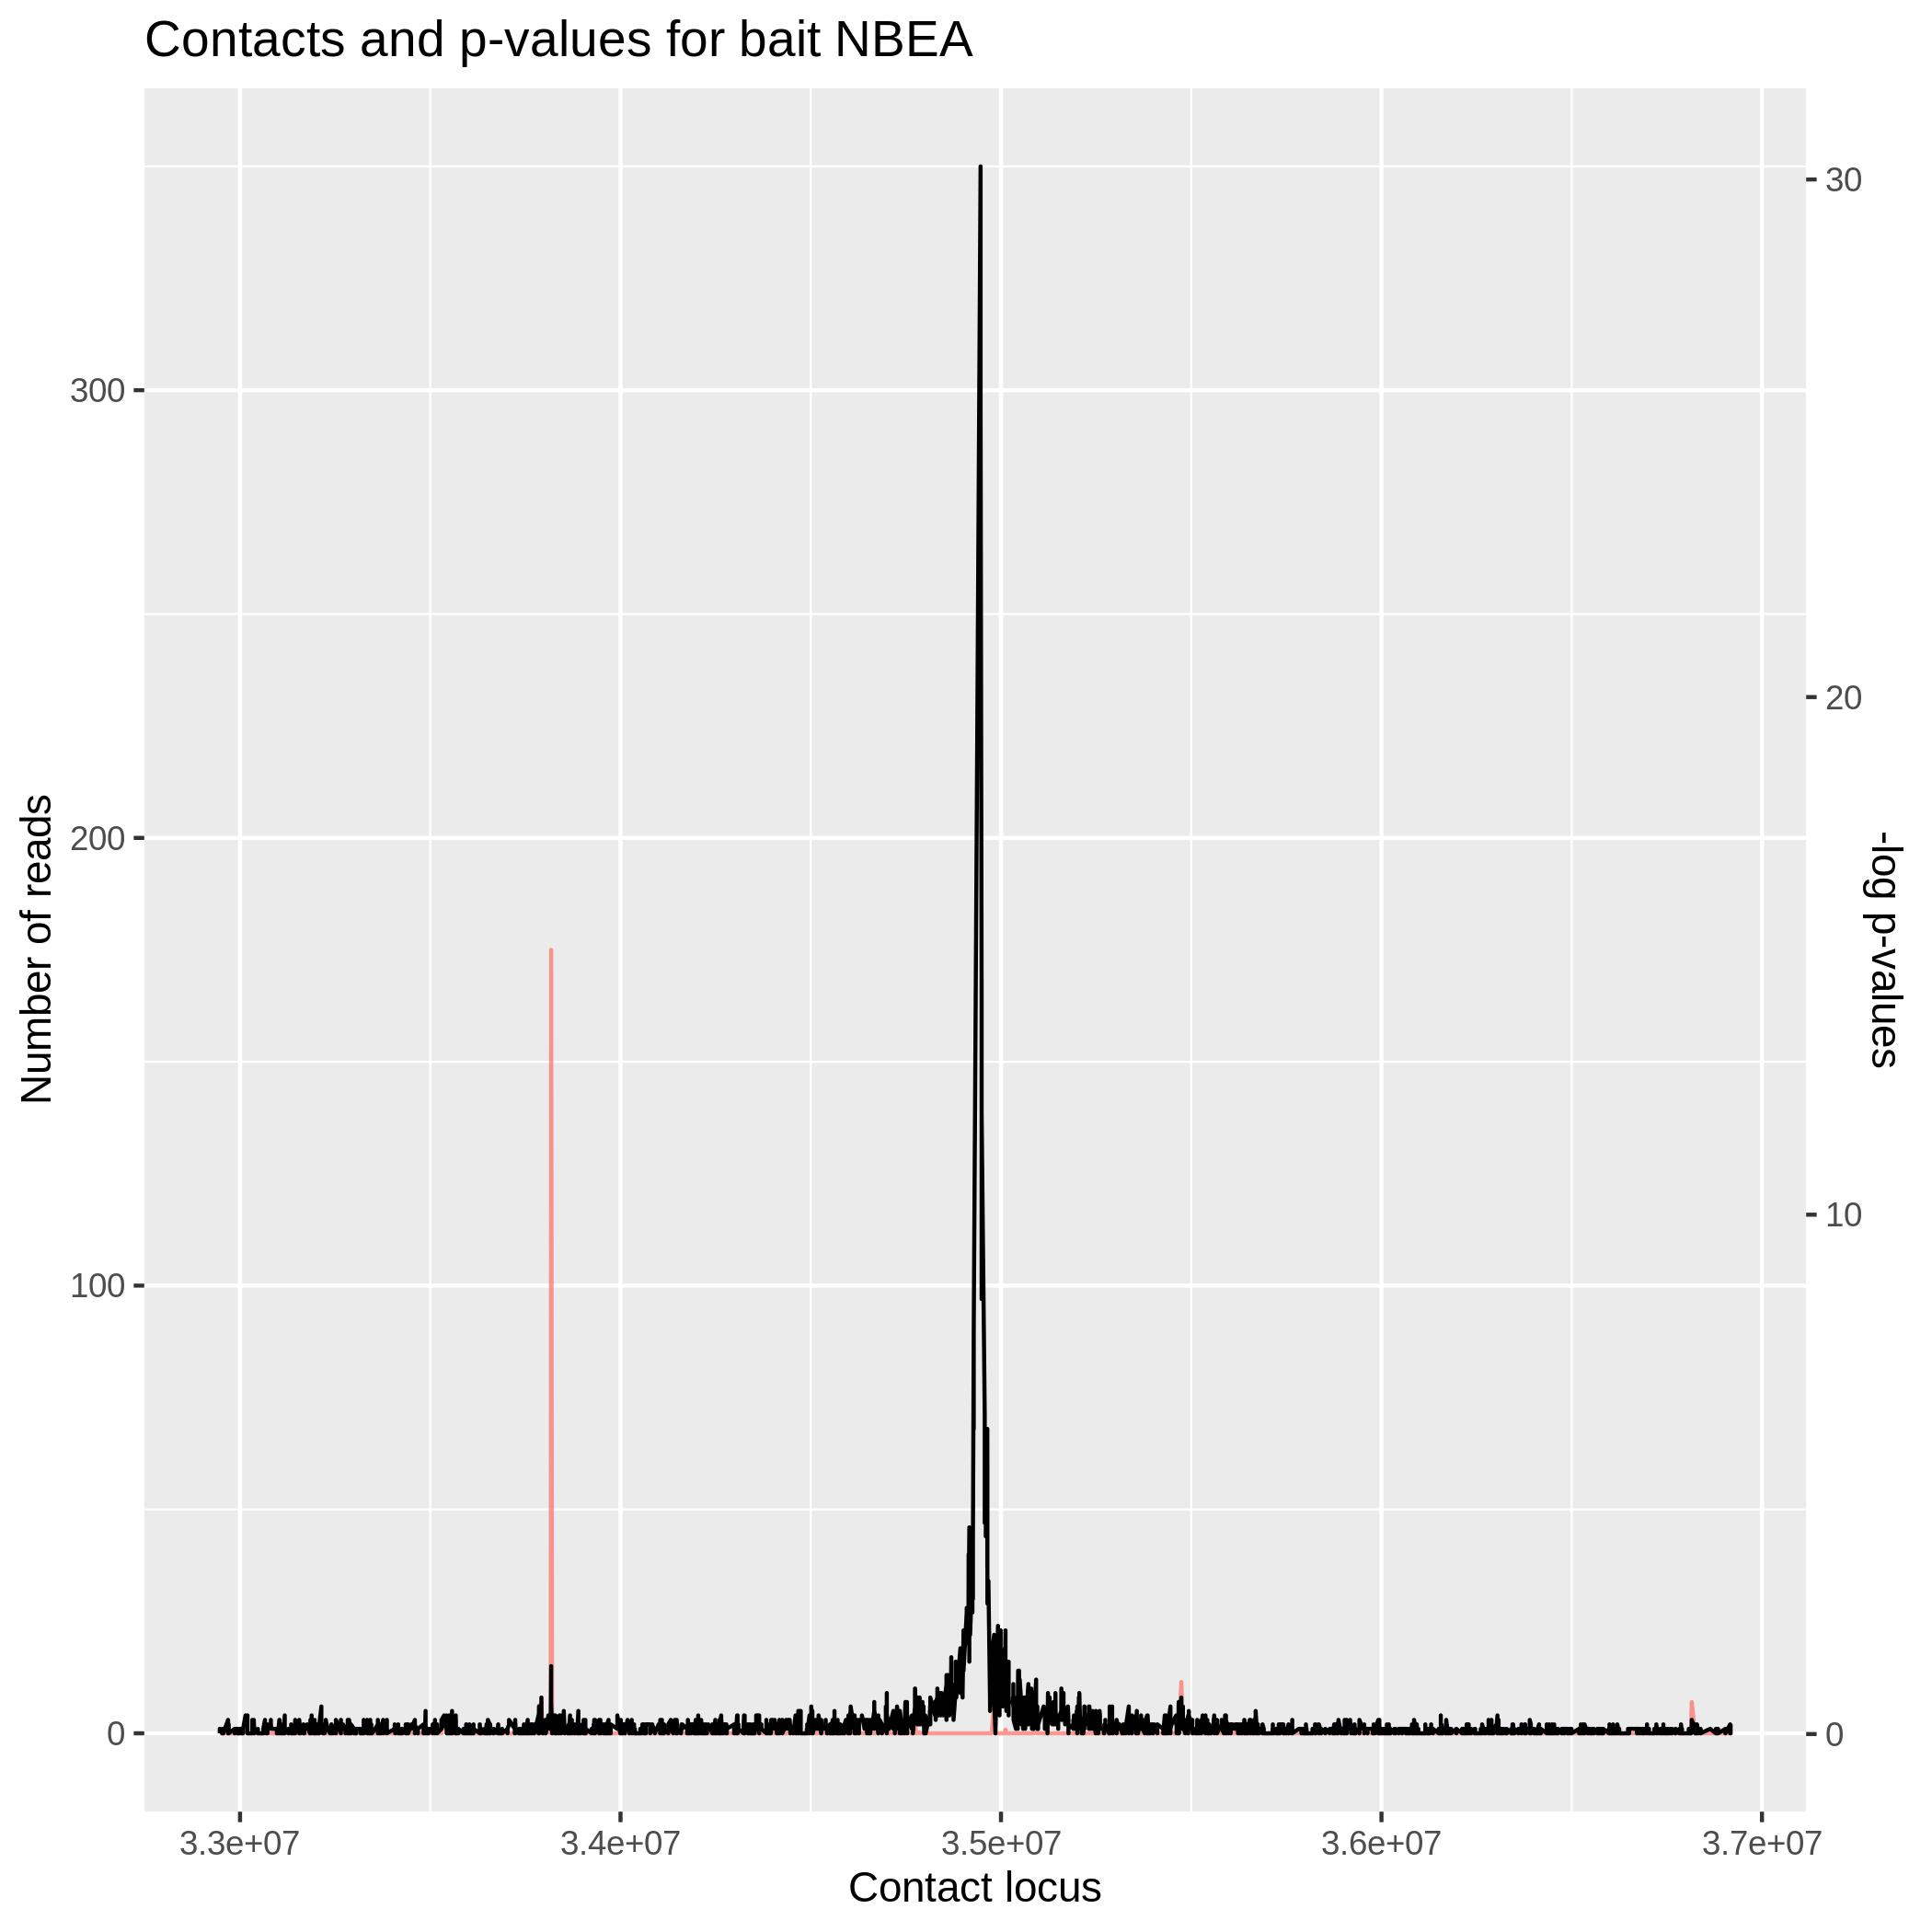 Contacts and p-values for bait NBEA
30
300
20
200
Number of reads
-log p-values
10
100
0
0
3.3e+07
3.4e+07
3.5e+07
3.6e+07
3.7e+07
Contact locus